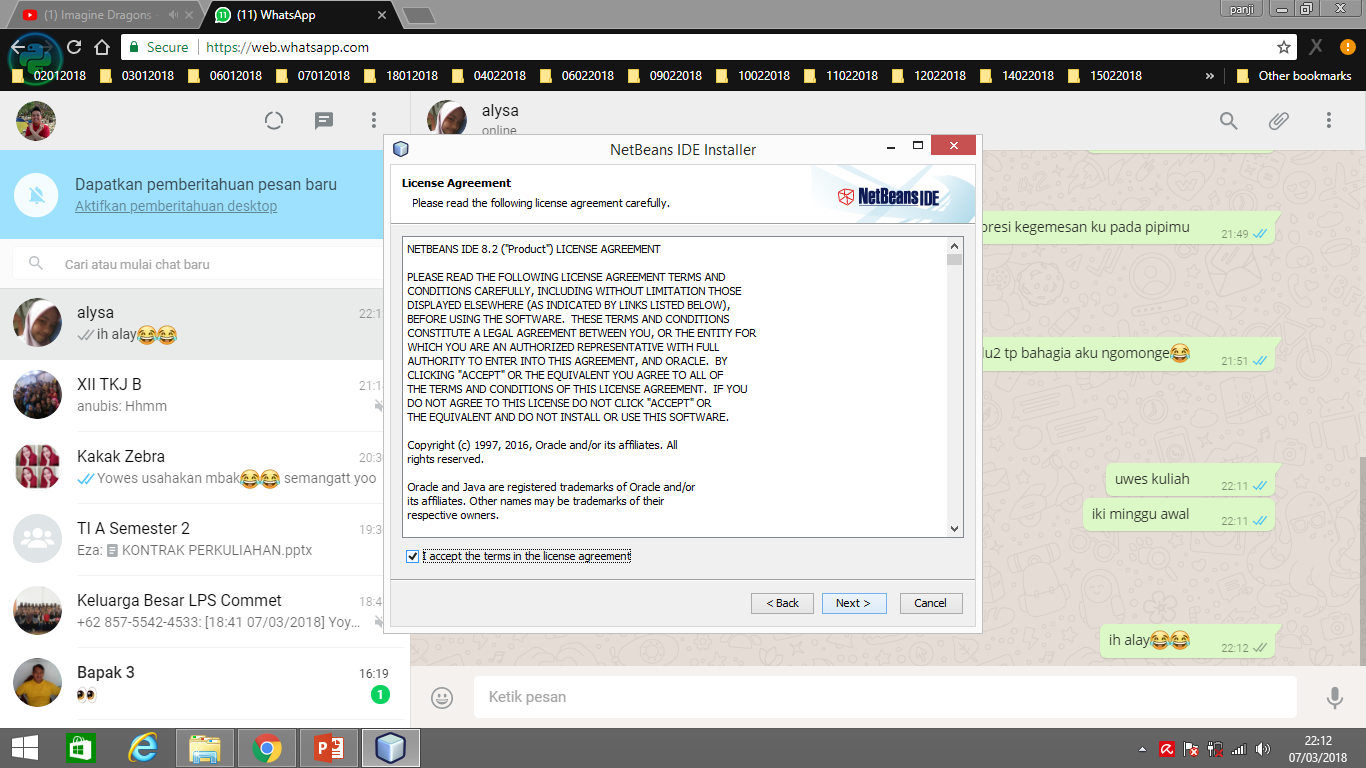 (1) Imagine Dragons -
(11) WhatsApp
panji
Secure
https://web.whatsapp.com
02012018
03012018
06012018
07012018
18012018
04022018
06022018
09022018
10022018
11022018
12022018
14022018
15022018
»
Other bookmarks
Dapatkan pemberitahuan pesan baru
Aktifkan pemberitahuan desktop
Cari atau mulai chat baru
alysa
22:1
ih alay😂😂
XII TKJ B
21:1
anubis: Hhmm
Kakak Zebra
20:3
Yowes usahakan mbak😂😂 semangatt yoo
TI A Semester 2
19:3
Eza: KONTRAK PERKULIAHAN.pptx
Keluarga Besar LPS Commet
18:4
+62 857-5542-4533: [18:41 07/03/2018] Yoy...
Bapak 3
16:19
👀
1
alysa
online
NetBeans IDE Installer
License Agreement
Please read the following license agreement carefully.
NetBeans IDE
NETBEANS IDE 8.2 ("Product") LICENSE AGREEMENT
PLEASE READ THE FOLLOWING LICENSE AGREEMENT TERMS AND
CONDITIONS CAREFULLY, INCLUDING WITHOUT LIMITATION THOSE
DISPLAYED ELSEWHERE (AS INDICATED BY LINKS LISTED BELOW),
BEFORE USING THE SOFTWARE.  THESE TERMS AND CONDITIONS
CONSTITUTE A LEGAL AGREEMENT BETWEEN YOU, OR THE ENTITY FOR
WHICH YOU ARE AN AUTHORIZED REPRESENTATIVE WITH FULL
AUTHORITY TO ENTER INTO THIS AGREEMENT, AND ORACLE.  BY
CLICKING "ACCEPT" OR THE EQUIVALENT YOU AGREE TO ALL OF
THE TERMS AND CONDITIONS OF THIS LICENSE AGREEMENT.  IF YOU
DO NOT AGREE TO THIS LICENSE DO NOT CLICK "ACCEPT" OR
THE EQUIVALENT AND DO NOT INSTALL OR USE THIS SOFTWARE.
Copyright (c) 1997, 2016, Oracle and/or its affiliates. All
rights reserved.
Oracle and Java are registered trademarks of Oracle and/or
its affiliates. Other names may be trademarks of their
respective owners.
I accept the terms in the license agreement
< Back
Next >
Cancel
presi kegemesan ku pada pipimu
21:49
lu2 tp bahagia aku ngomonge😂
21:51
uwes kuliah
22:11
iki minggu awal
22:11
ih alay😂😂
22:12
Ketik pesan
22:12
07/03/2018